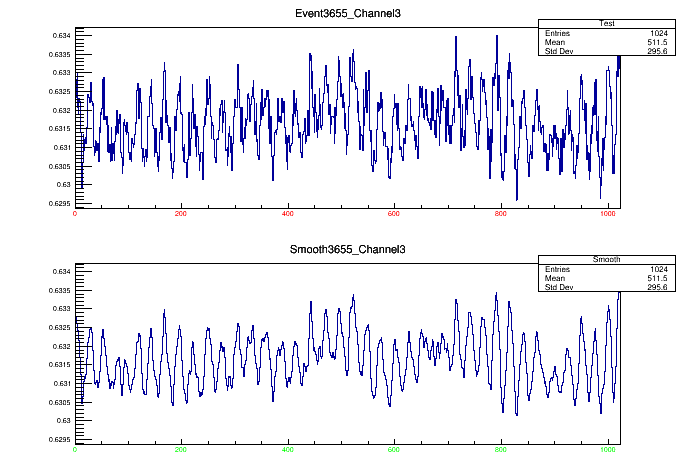 Event3655_Channel3
Test
Entries 1024
Mean 511.5
Std Dev 295.6
0.634
0.6335
0.633
0.6325
0.632
0.6315
0.631
0.6305
0.63
0.6295
0 200 400 600 800 1000
Smooth3655_Channel3
Smooth
Entries 1024
Mean 511.5
Std Dev 295.6
0.634
0.6335
0.633
0.6325
0.632
0.6315
0.631
0.6305
0.63
0.6295
0 200 400 600 800 1000